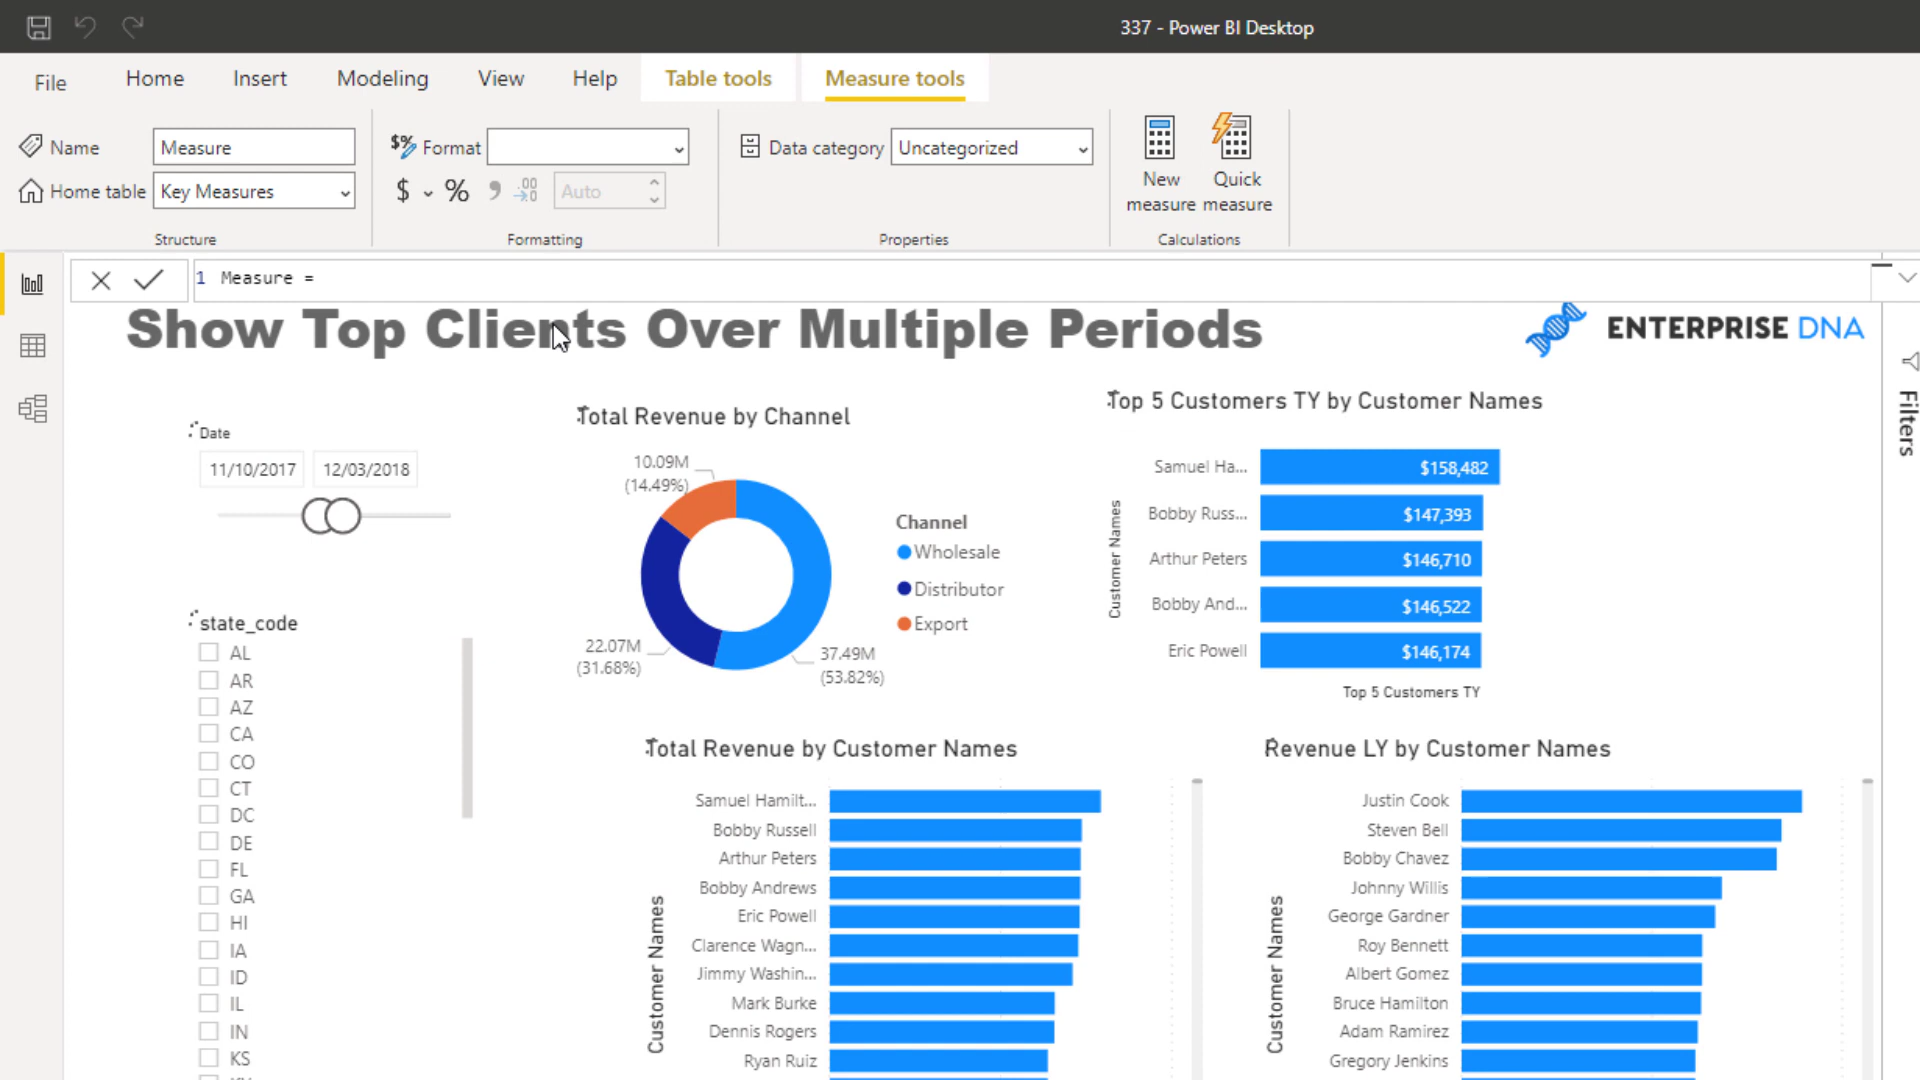 337 - Power BI Desktop
File Home Insert Modeling View Help Table tools Measure tools
Name Measure
Home table Key Measures
Structure
$% Format
$ % 9 .00 →0 Auto
Formatting
Data category Uncategorized
Properties
New measure
Quick measure
Calculations
1 Measure =
Show Top Clients Over Multiple Periods
ENTERPRISE DNA
Filters
Date
11/10/2017 12/03/2018
state_code
AL
AR
AZ
CA
CO
CT
DC
DE
FL
GA
HI
IA
ID
IL
IN
KS
Total Revenue by Channel
10.09M
(14.49%)
22.07M
(31.68%)
37.49M
(53.82%)
Channel
Wholesale
Distributor
Export
Top 5 Customers TY by Customer Names
Customer Names
Samuel Ha... $158,482
Bobby Russ... $147,393
Arthur Peters $146,710
Bobby And... $146,522
Eric Powell $146,174
Top 5 Customers TY
Total Revenue by Customer Names
Customer Names
Samuel Hamilt...
Bobby Russell
Arthur Peters
Bobby Andrews
Eric Powell
Clarence Wagn...
Jimmy Washin...
Mark Burke
Dennis Rogers
Ryan Ruiz
Revenue LY by Customer Names
Customer Names
Justin Cook
Steven Bell
Bobby Chavez
Johnny Willis
George Gardner
Roy Bennett
Albert Gomez
Bruce Hamilton
Adam Ramirez
Gregory Jenkins